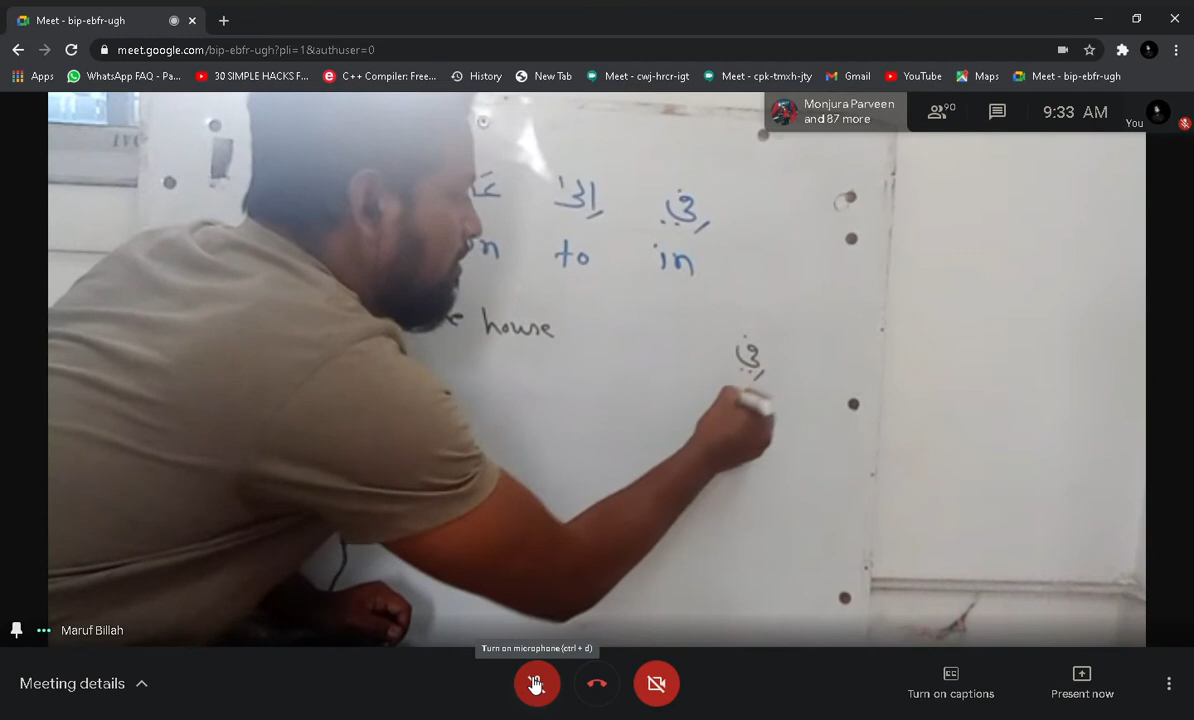 Meet - bip-ebfr-ugh
meet.google.com/bip-ebfr-ugh?pli=1&authuser=0
Apps WhatsApp FAQ - Pa... 30 SIMPLE HACKS F... C++ Compiler: Free... History New Tab Meet - cwj-hrcr-igt Meet - cpk-tmxh-jty Gmail YouTube Maps Meet - bip-ebfr-ugh
Monjura Parveen
and 87 more
90
9:33 AM
You
اِلىٰ فِي
to in
house
فِي
Maruf Billah
Turn on microphone (ctrl + d)
Meeting details
Turn on captions
Present now